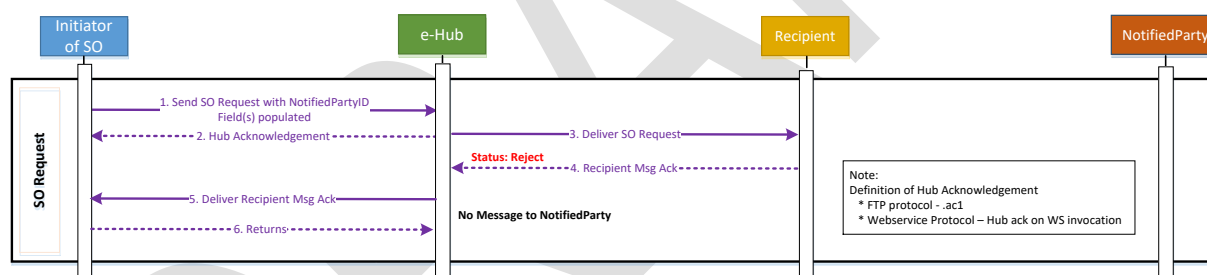 Initiator
of SO
e-Hub
Recipient
NotifiedParty
SO Request
1. Send SO Request with NotifiedPartyID
Field(s) populated
2. Hub Acknowledgement
3. Deliver SO Request
Status: Reject
4. Recipient Msg Ack
5. Deliver Recipient Msg Ack
No Message to NotifiedParty
6. Returns
Note:
Definition of Hub Acknowledgement
* FTP protocol - .ac1
* Webservice Protocol – Hub ack on WS invocation